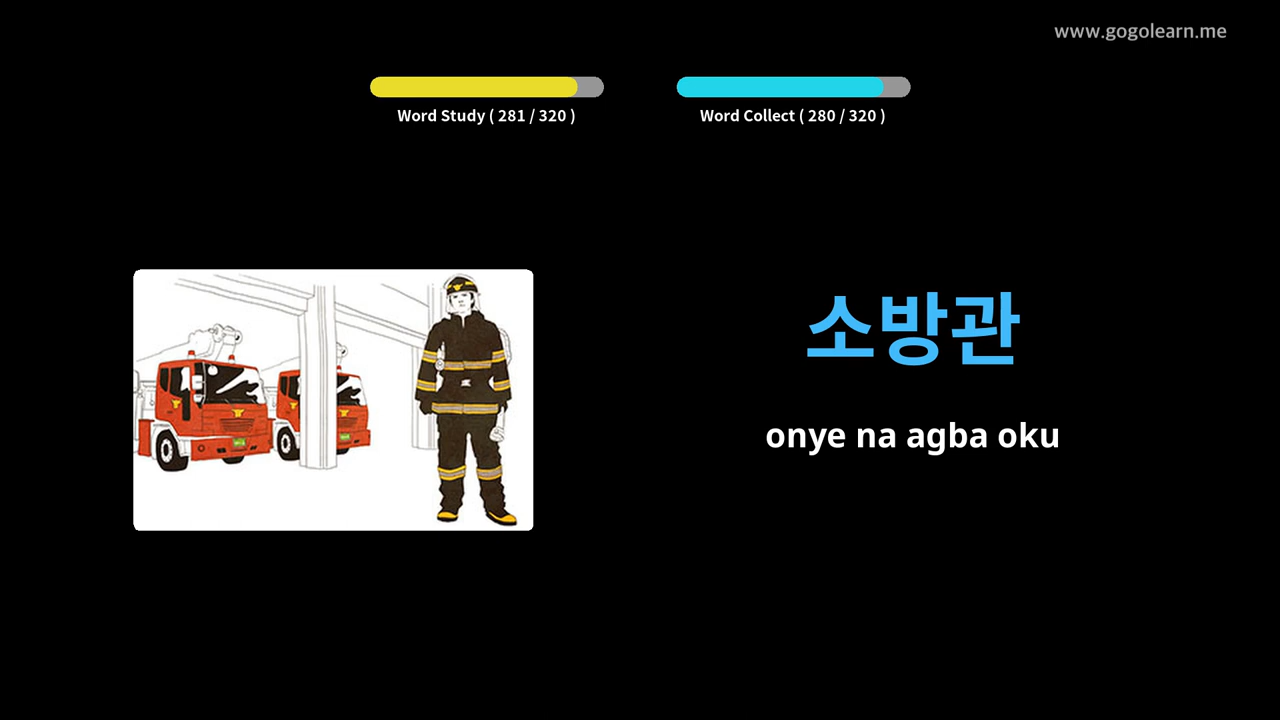 www.gogolearn.me
Word Study ( 281 / 320 )
Word Collect ( 280 / 320 )
소방관
onye na agba oku